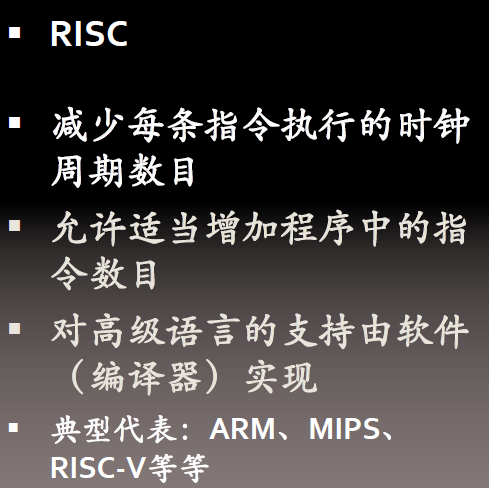 ▪ RISC
▪ 减少每条指令执行的时钟
周期数目
▪ 允许适当增加程序中的指
令数目
▪ 对高级语言的支持由软件
（编译器）实现
▪ 典型代表：ARM、MIPS、
RISC-V等等